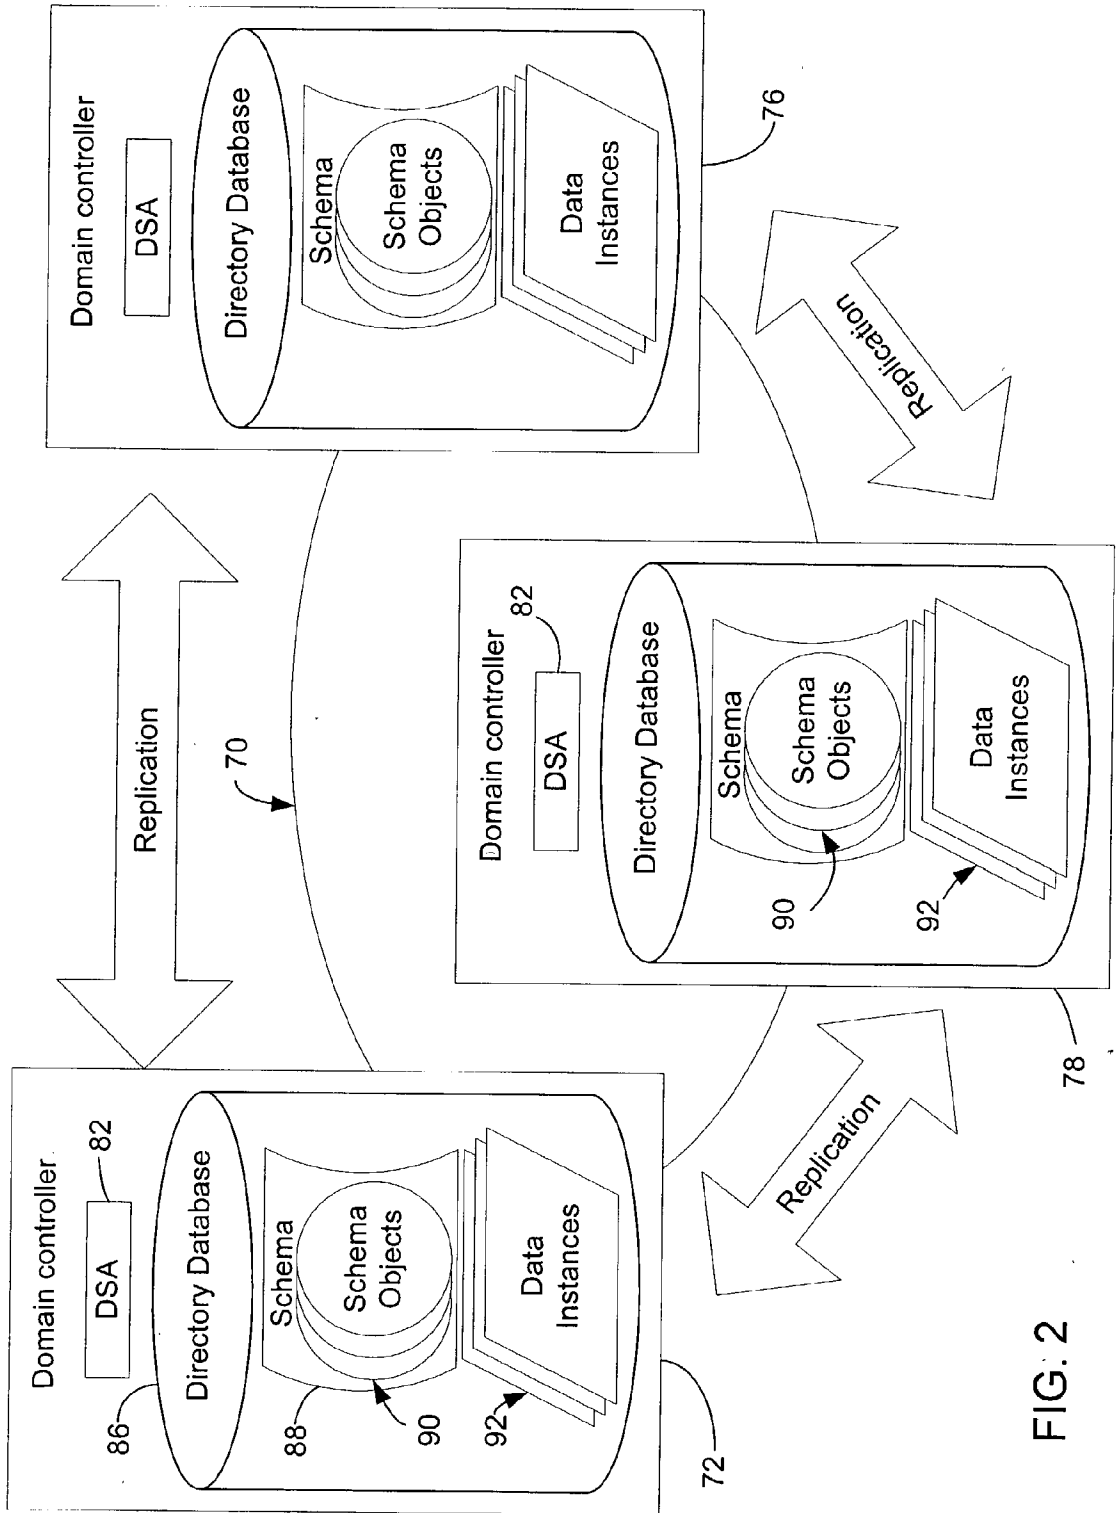 Domain controller
82
DSA
86
Directory Database
88
Schema
Schema
Objects
90
Data
Instances
92
72
Replication
70
Domain controller
82
DSA
Directory Database
Schema
Schema
Objects
90
Data
Instances
92
78
Domain controller
DSA
Directory Database
Schema
Schema
Objects
Data
Instances
76
Replication
Replication
FIG. 2